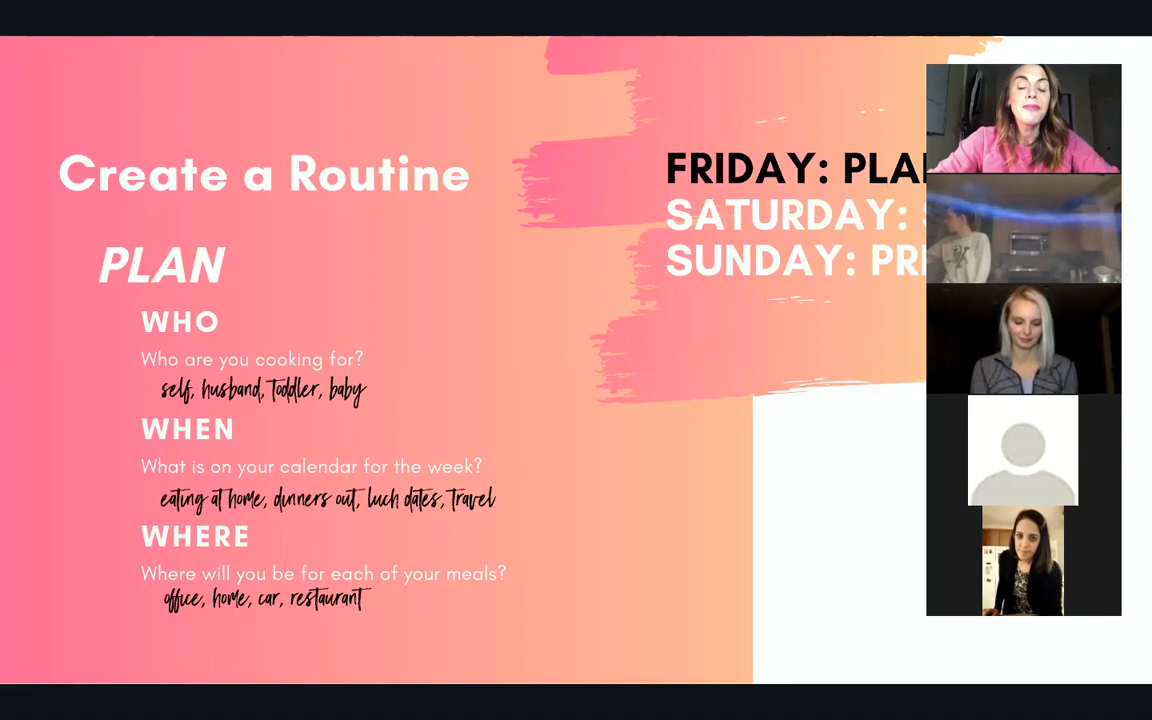 Create a Routine
PLAN
WHO
Who are you cooking for?
self, husband, toddler, baby
WHEN
What is on your calendar for the week?
eating at home, dinners out, luch dates, travel
WHERE
Where will you be for each of your meals?
office, home, car, restaurant
FRIDAY:
SATURDAY:
SUNDAY: